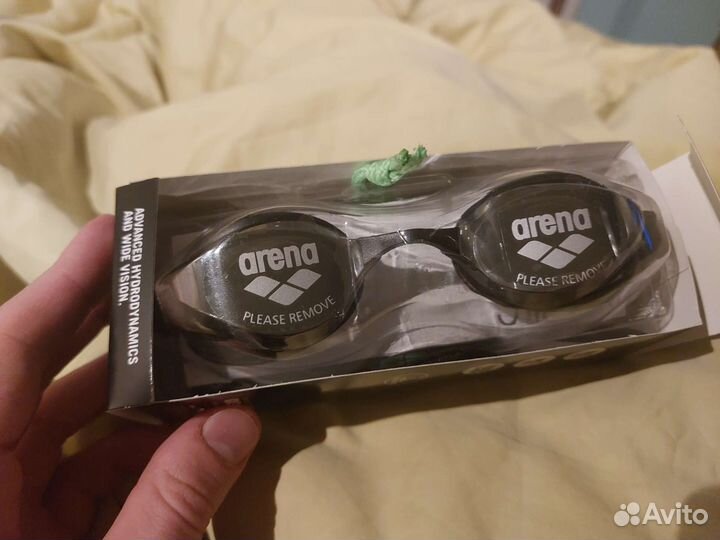 ADVANCED HYDRODYNAMICS
AND WIDE VISION.
arena
PLEASE REMOVE
arena
PLEASE REMOVE
Avito